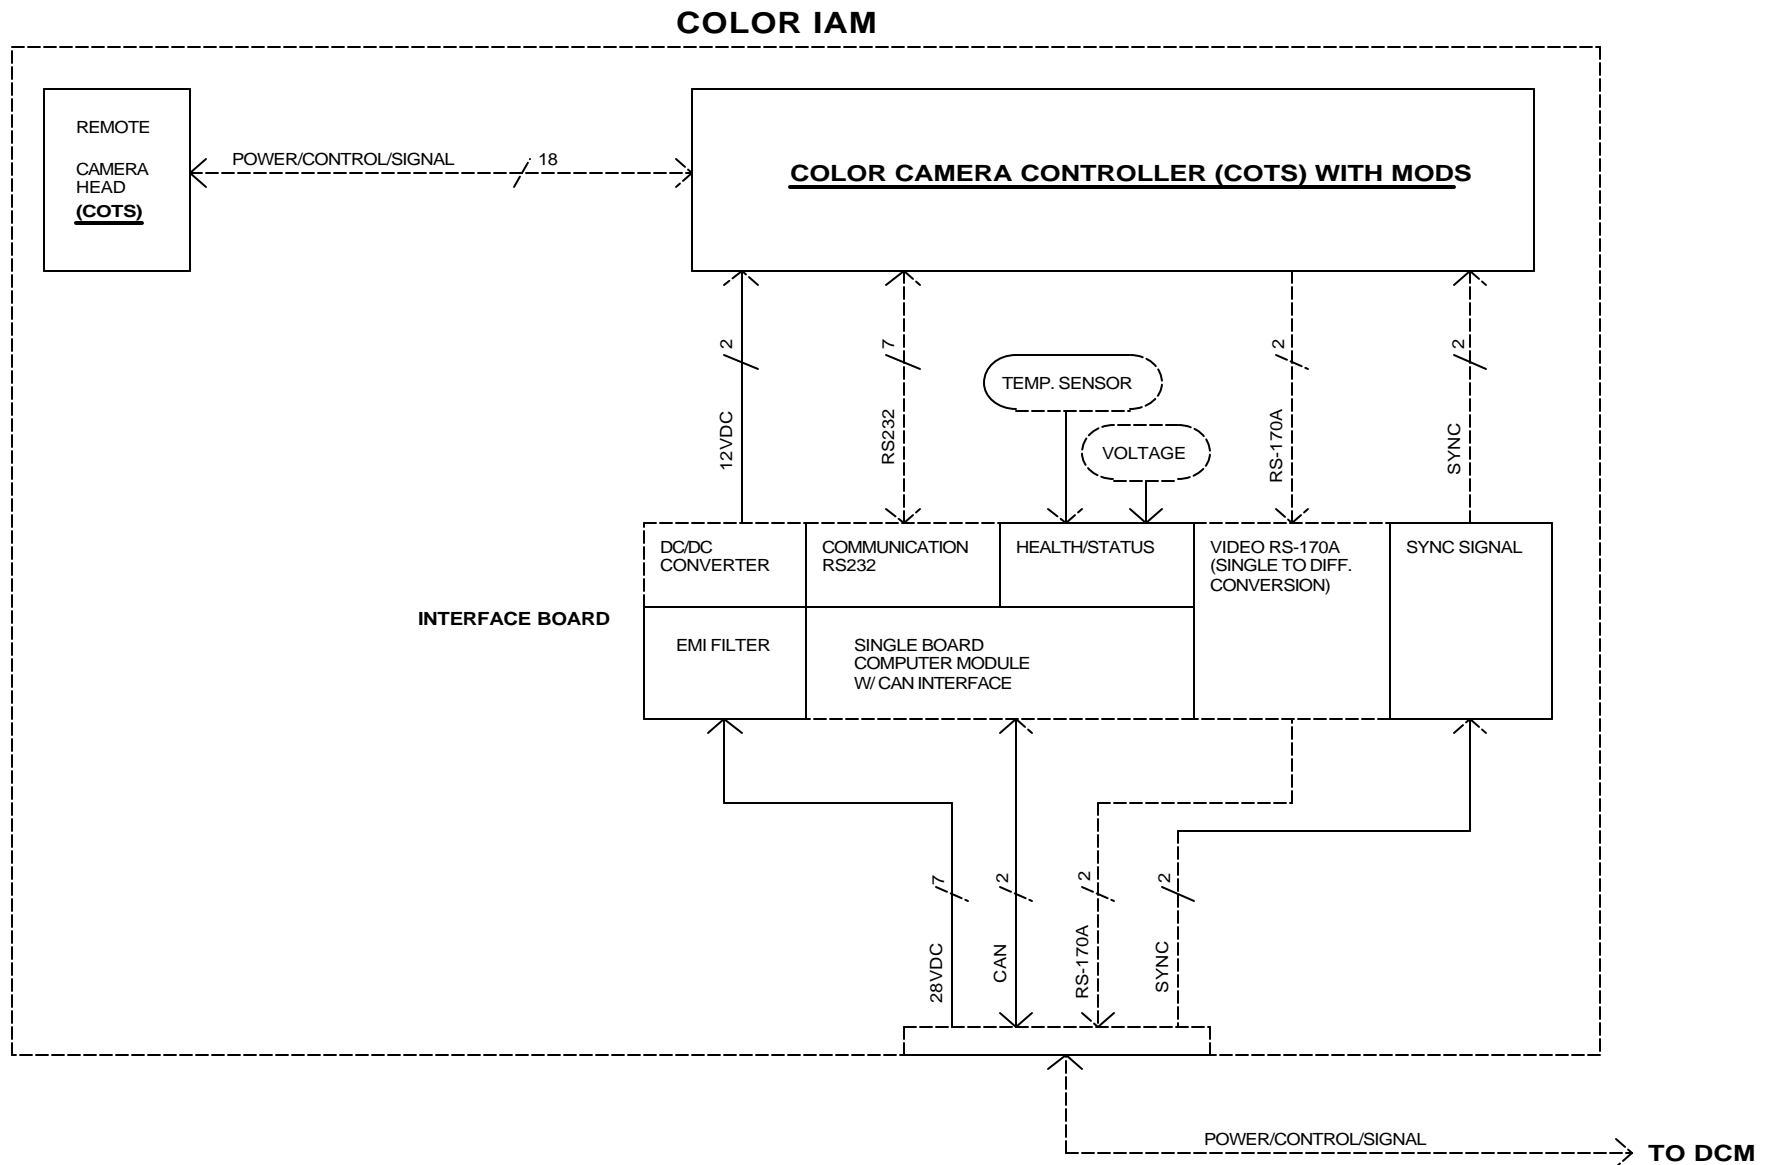 COLOR IAM
REMOTE
CAMERA
HEAD
(COTS)
POWER/CONTROL/SIGNAL
18
COLOR CAMERA CONTROLLER (COTS) WITH MODS
2
12VDC
7
RS232
TEMP. SENSOR
VOLTAGE
2
RS-170A
2
SYNC
DC/DC
CONVERTER
COMMUNICATION
RS232
HEALTH/STATUS
VIDEO RS-170A
(SINGLE TO DIFF.
CONVERSION)
SYNC SIGNAL
INTERFACE BOARD
EMI FILTER
SINGLE BOARD
COMPUTER MODULE
W/ CAN INTERFACE
7
28VDC
2
CAN
2
RS-170A
2
SYNC
POWER/CONTROL/SIGNAL
TO DCM